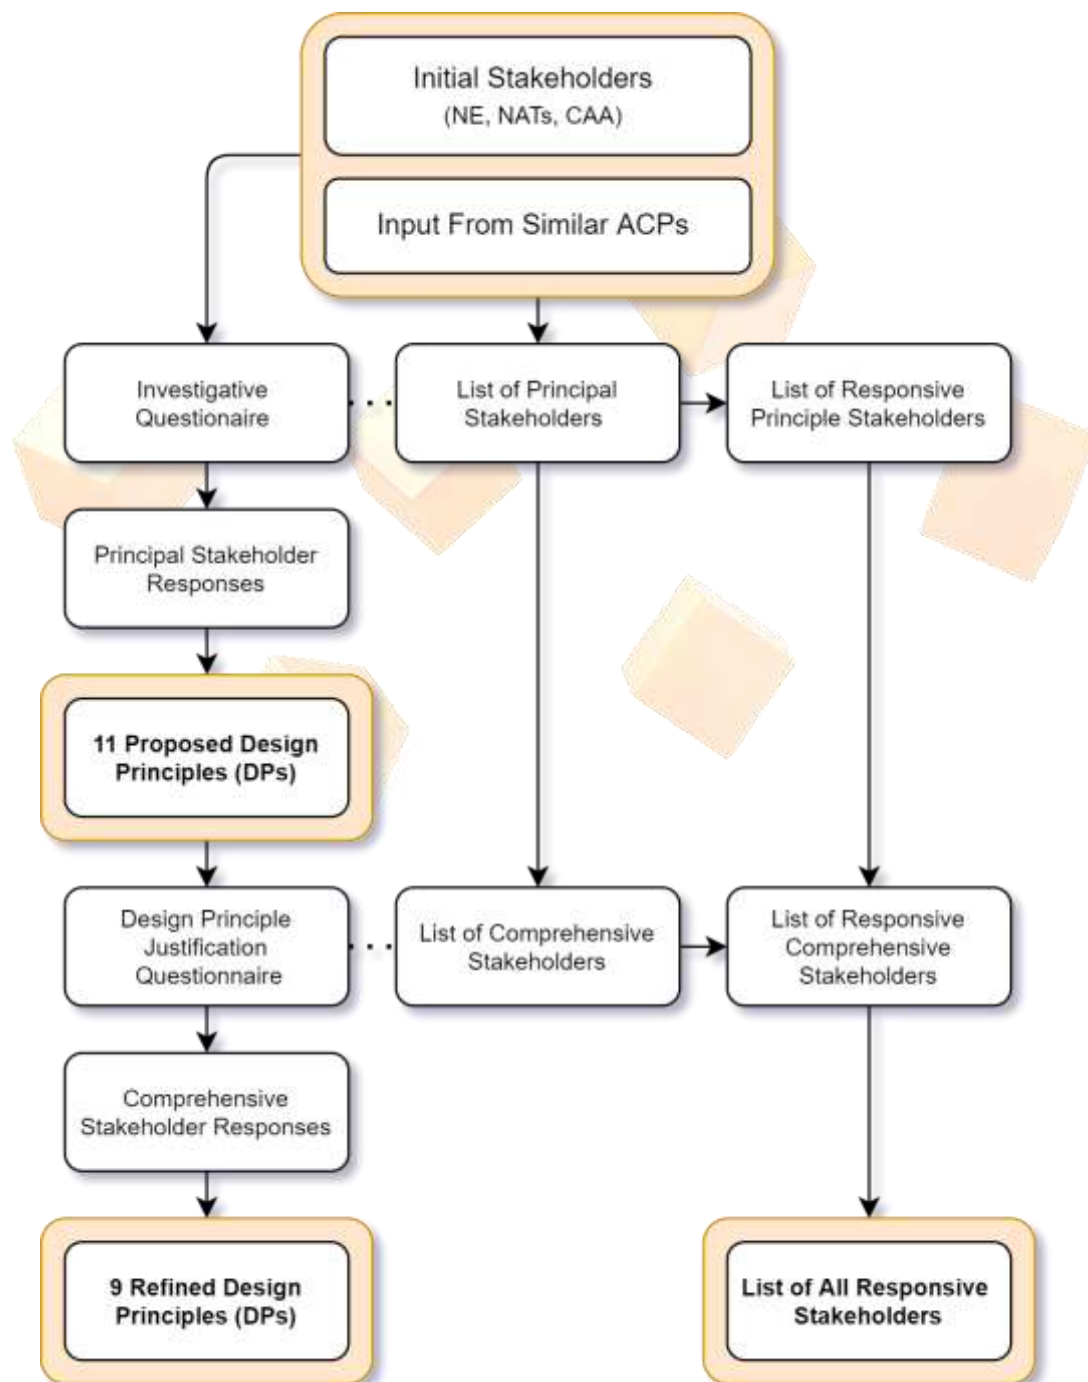 Initial Stakeholders
(NE, NATs, CAA)
Input From Similar ACPs
Investigative
Questionaire
List of Principal
Stakeholders
List of Responsive
Principle Stakeholders
Principal Stakeholder
Responses
11 Proposed Design
Principles (DPs)
Design Principle
Justification
Questionnaire
List of Comprehensive
Stakeholders
List of Responsive
Comprehensive
Stakeholders
Comprehensive
Stakeholder Responses
9 Refined Design
Principles (DPs)
List of All Responsive
Stakeholders